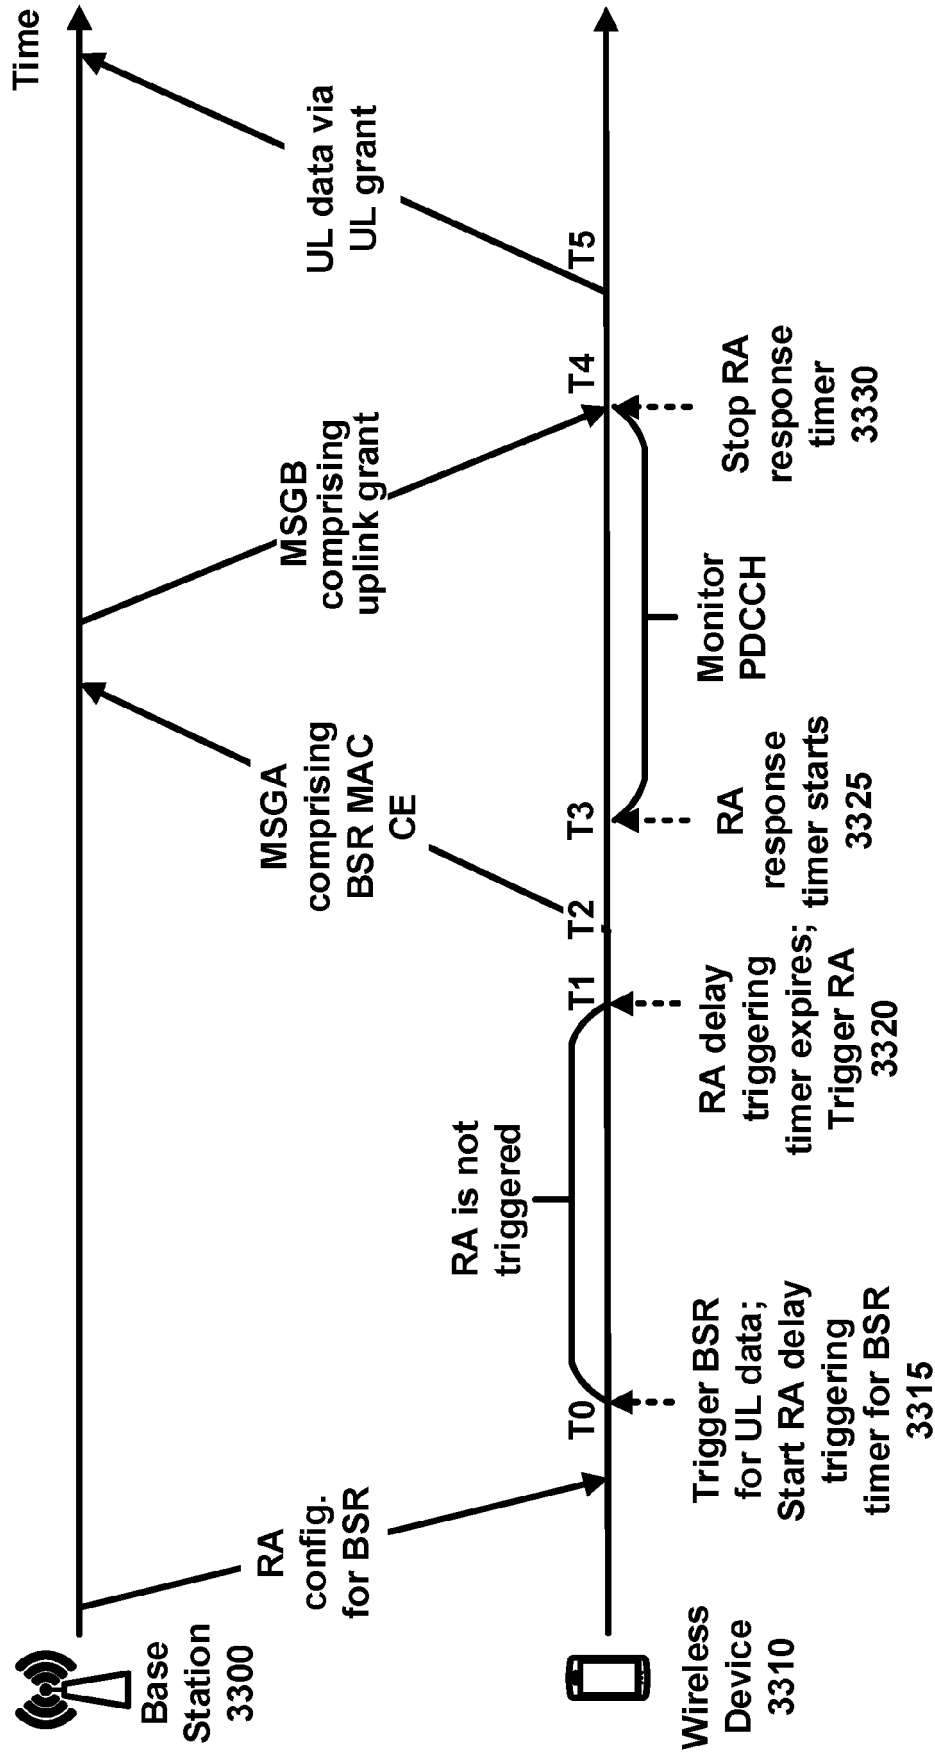 Time
Base
Station
3300
RA
config.
for BSR
MSGA
comprising
BSR MAC
CE
MSGB
comprising
uplink grant
UL data via
UL grant
RA is not
triggered
T0
T1
T2
T3
T4
T5
Wireless
Device
3310
Trigger BSR
for UL data;
Start RA delay
triggering
timer for BSR
3315
RA delay
triggering
timer expires;
Trigger RA
3320
RA
response
timer starts
3325
Monitor
PDCCH
Stop RA
response
timer
3330